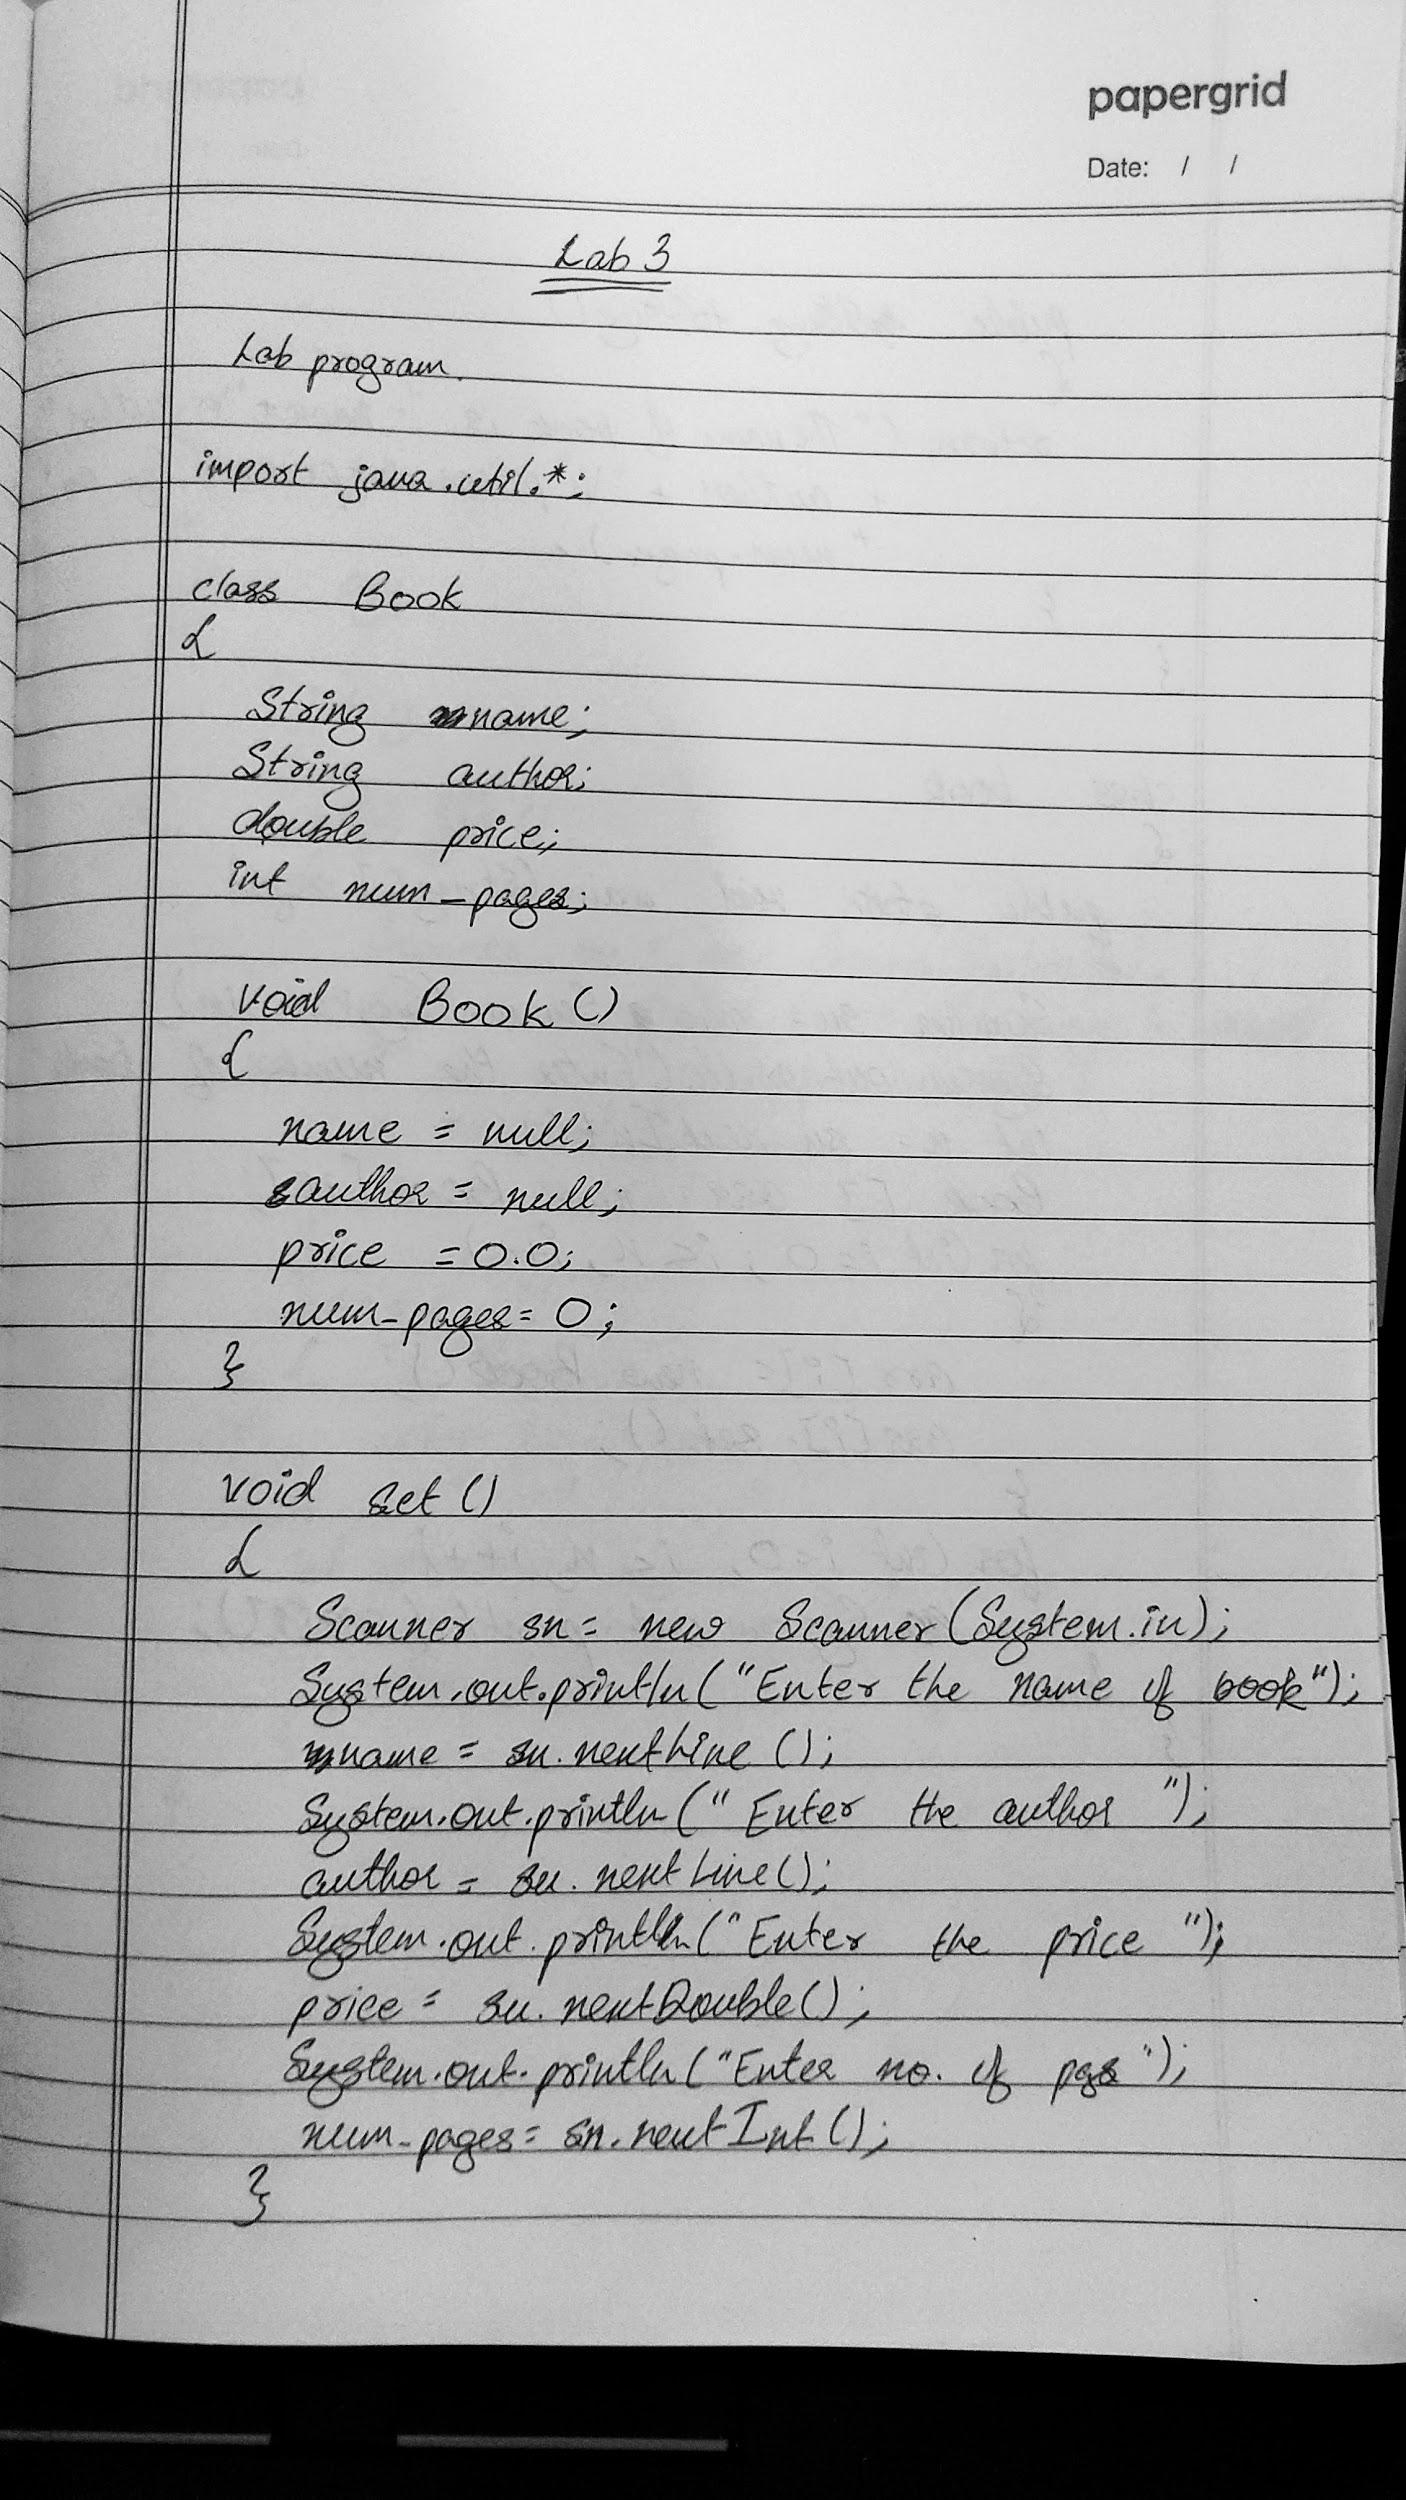 papergrid
Date: / /
Lab 3
Lab program.
import java.util.*;
class Book
{
String name;
String author;
double price;
int num_pages;
void Book()
{
name = null;
author = null;
price = 0.0;
num_pages = 0;
}
void set()
{
Scanner sn = new Scanner(System.in);
System.out.println("Enter the name of book");
name = sn.nextLine();
System.out.println("Enter the author");
author = sn.nextLine();
System.out.println("Enter the price");
price = sn.nextDouble();
System.out.println("Enter no. of pgs");
num_pages = sn.nextInt();
}